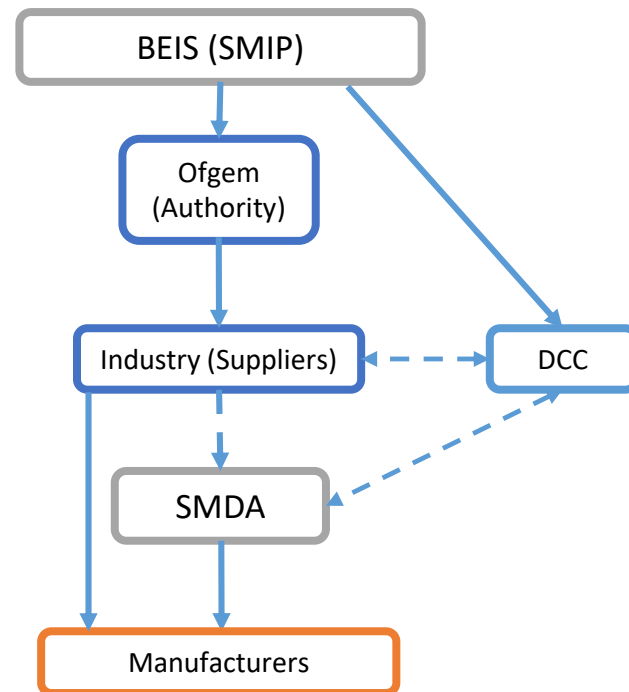 BEIS (SMIP)
Ofgem
(Authority)
Industry (Suppliers)
DCC
SMDA
Manufacturers